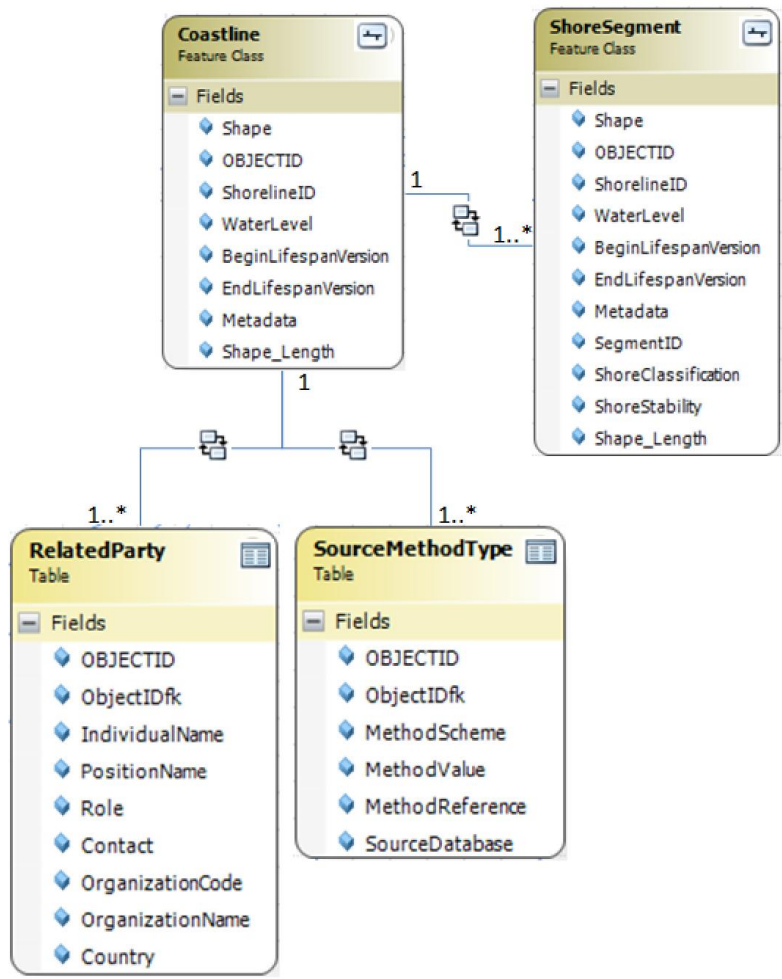 Coastline
Feature Class
Fields
Shape
OBJECTID
ShorelineID
WaterLevel
BeginLifespanVersion
EndLifespanVersion
Metadata
Shape_Length
ShoreSegment
Feature Class
Fields
Shape
OBJECTID
ShorelineID
WaterLevel
BeginLifespanVersion
EndLifespanVersion
Metadata
SegmentID
ShoreClassification
ShoreStability
Shape_Length
1
1..*
1
1..*
1..*
RelatedParty
Table
Fields
OBJECTID
ObjectIDfk
IndividualName
PositionName
Role
Contact
OrganizationCode
OrganizationName
Country
SourceMethodType
Table
Fields
OBJECTID
ObjectIDfk
MethodScheme
MethodValue
MethodReference
SourceDatabase